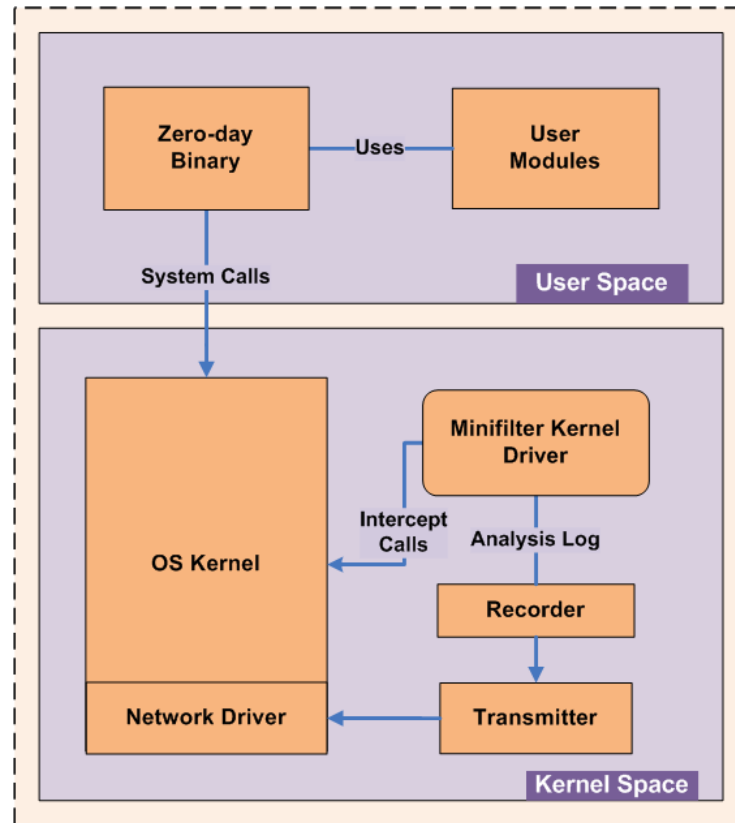 Zero-day
Binary
Uses
User
Modules
System Calls
User Space
Minifilter Kernel
Driver
Intercept
Calls
Analysis Log
OS Kernel
Recorder
Network Driver
Transmitter
Kernel Space